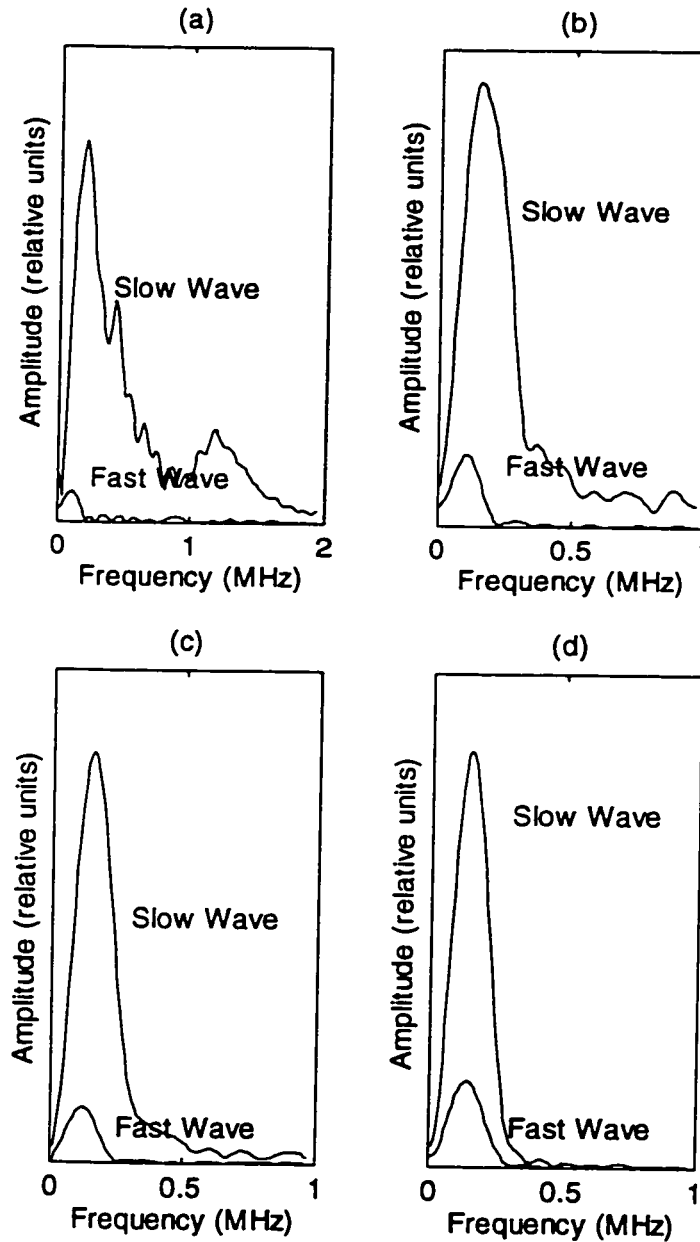 (a)
Amplitude (relative units)
Slow Wave
Fast Wave
0 1 2
Frequency (MHz)
(b)
Amplitude (relative units)
Slow Wave
Fast Wave
0 0.5
Frequency (MHz)
(c)
Amplitude (relative units)
Slow Wave
Fast Wave
0 0.5 1
Frequency (MHz)
(d)
Amplitude (relative units)
Slow Wave
Fast Wave
0 0.5 1
Frequency (MHz)